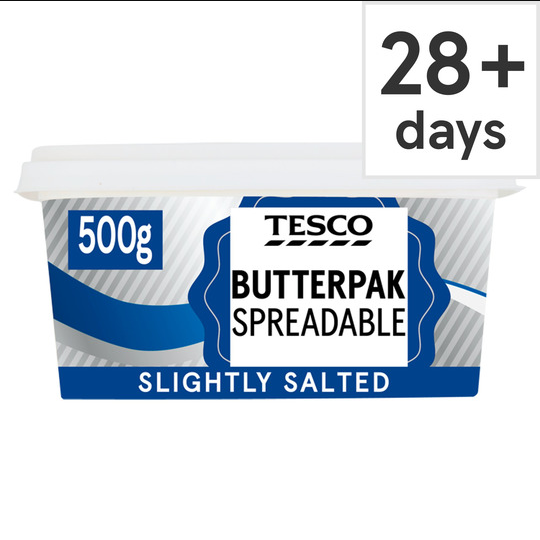 28+
days
500g
TESCO
BUTTERPAK
SPREADABLE
SLIGHTLY SALTED